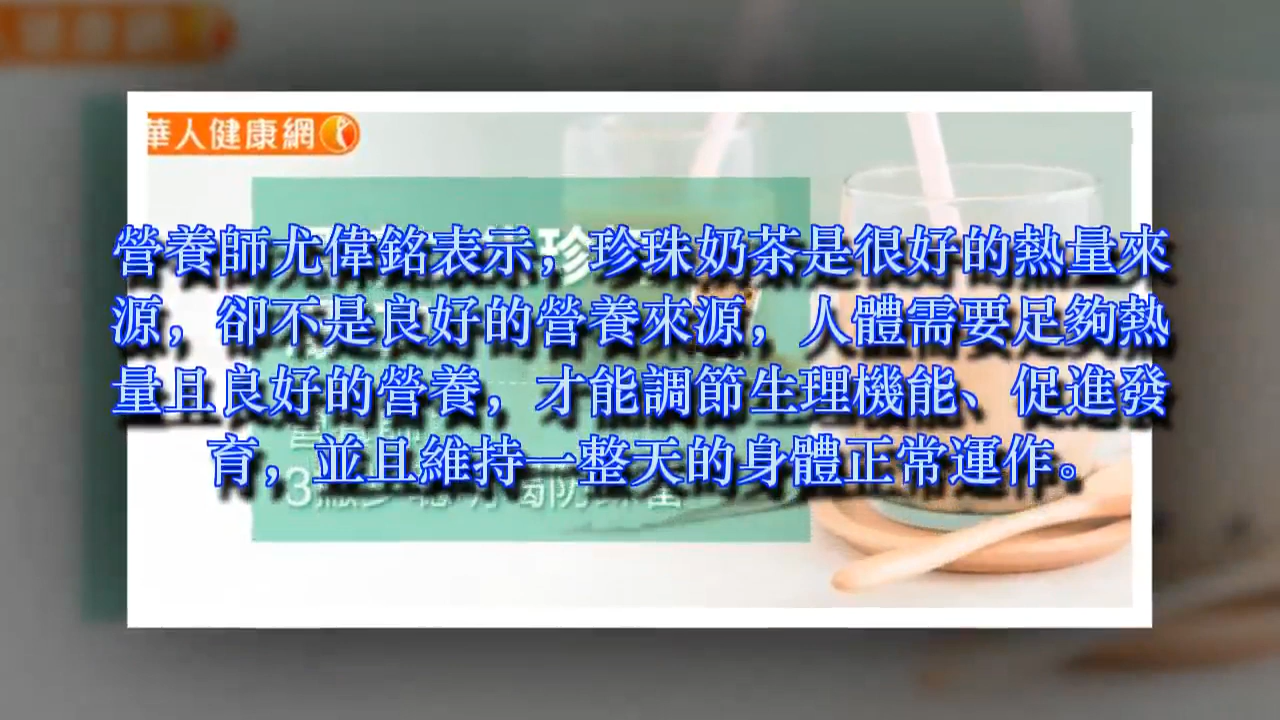 華人健康網
營養師尤偉銘表示，珍珠奶茶是很好的熱量來
源，卻不是良好的營養來源，人體需要足夠熱
量且良好的營養，才能調節生理機能、促進發
育，並且維持一整天的身體正常運作。